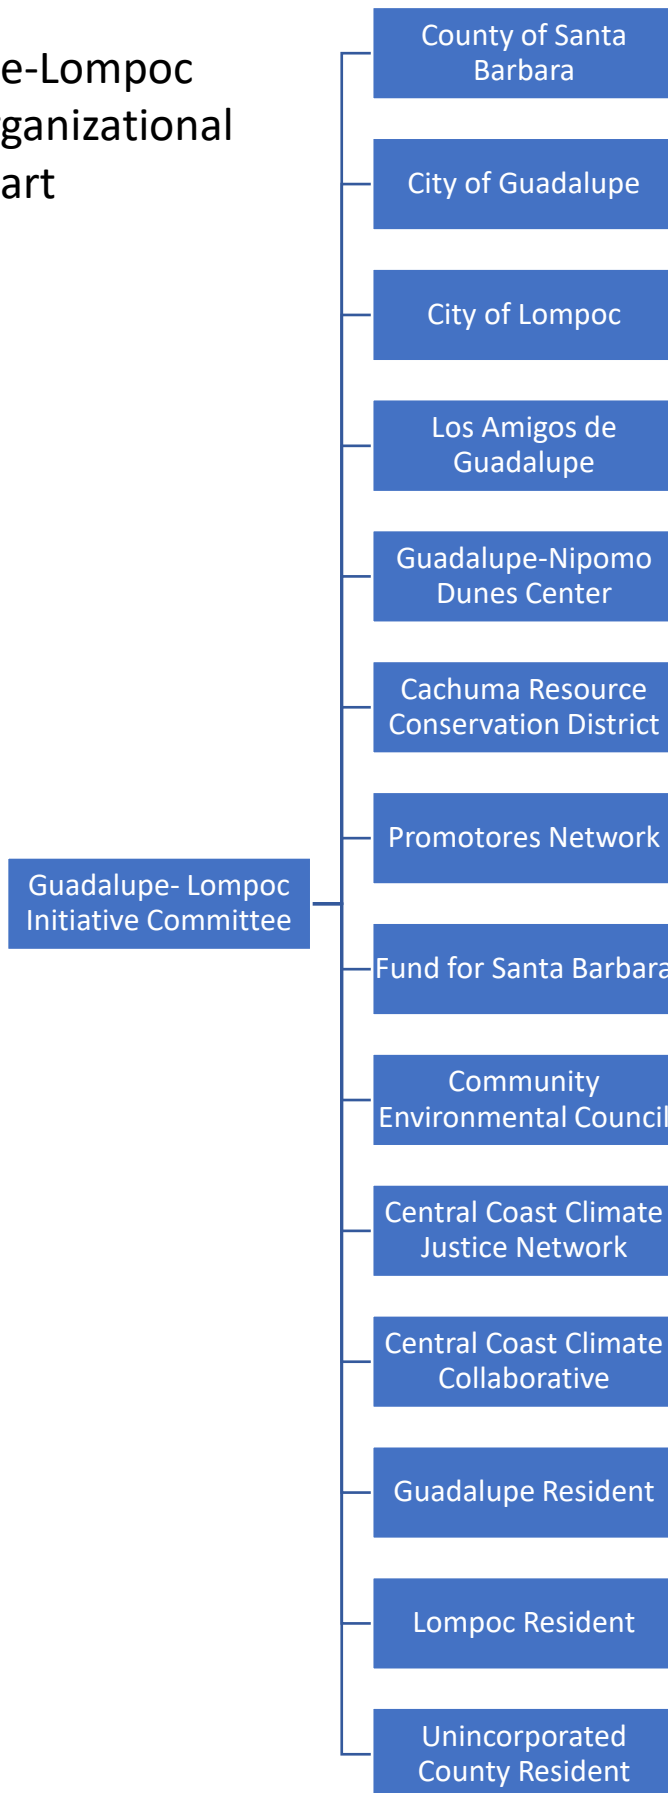 e-Lompoc
ganizational
art
County of Santa
Barbara
City of Guadalupe
City of Lompoc
Los Amigos de
Guadalupe
Guadalupe-Nipomo
Dunes Center
Cachuma Resource
Conservation District
Promotores Network
Guadalupe- Lompoc
Initiative Committee
Fund for Santa Barbara
Community
Environmental Council
Central Coast Climate
Justice Network
Central Coast Climate
Collaborative
Guadalupe Resident
Lompoc Resident
Unincorporated
County Resident